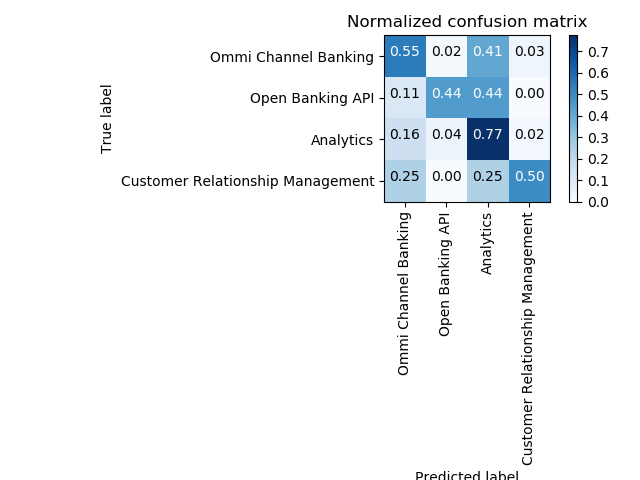 Normalized confusion matrix
True label
Ommi Channel Banking 0.55 0.02 0.41 0.03
Open Banking API 0.11 0.44 0.44 0.00
Analytics 0.16 0.04 0.77 0.02
Customer Relationship Management 0.25 0.00 0.25 0.50
0.7
0.6
0.5
0.4
0.3
0.2
0.1
0.0
Ommi Channel Banking
Open Banking API
Analytics
Customer Relationship Management
Predicted label